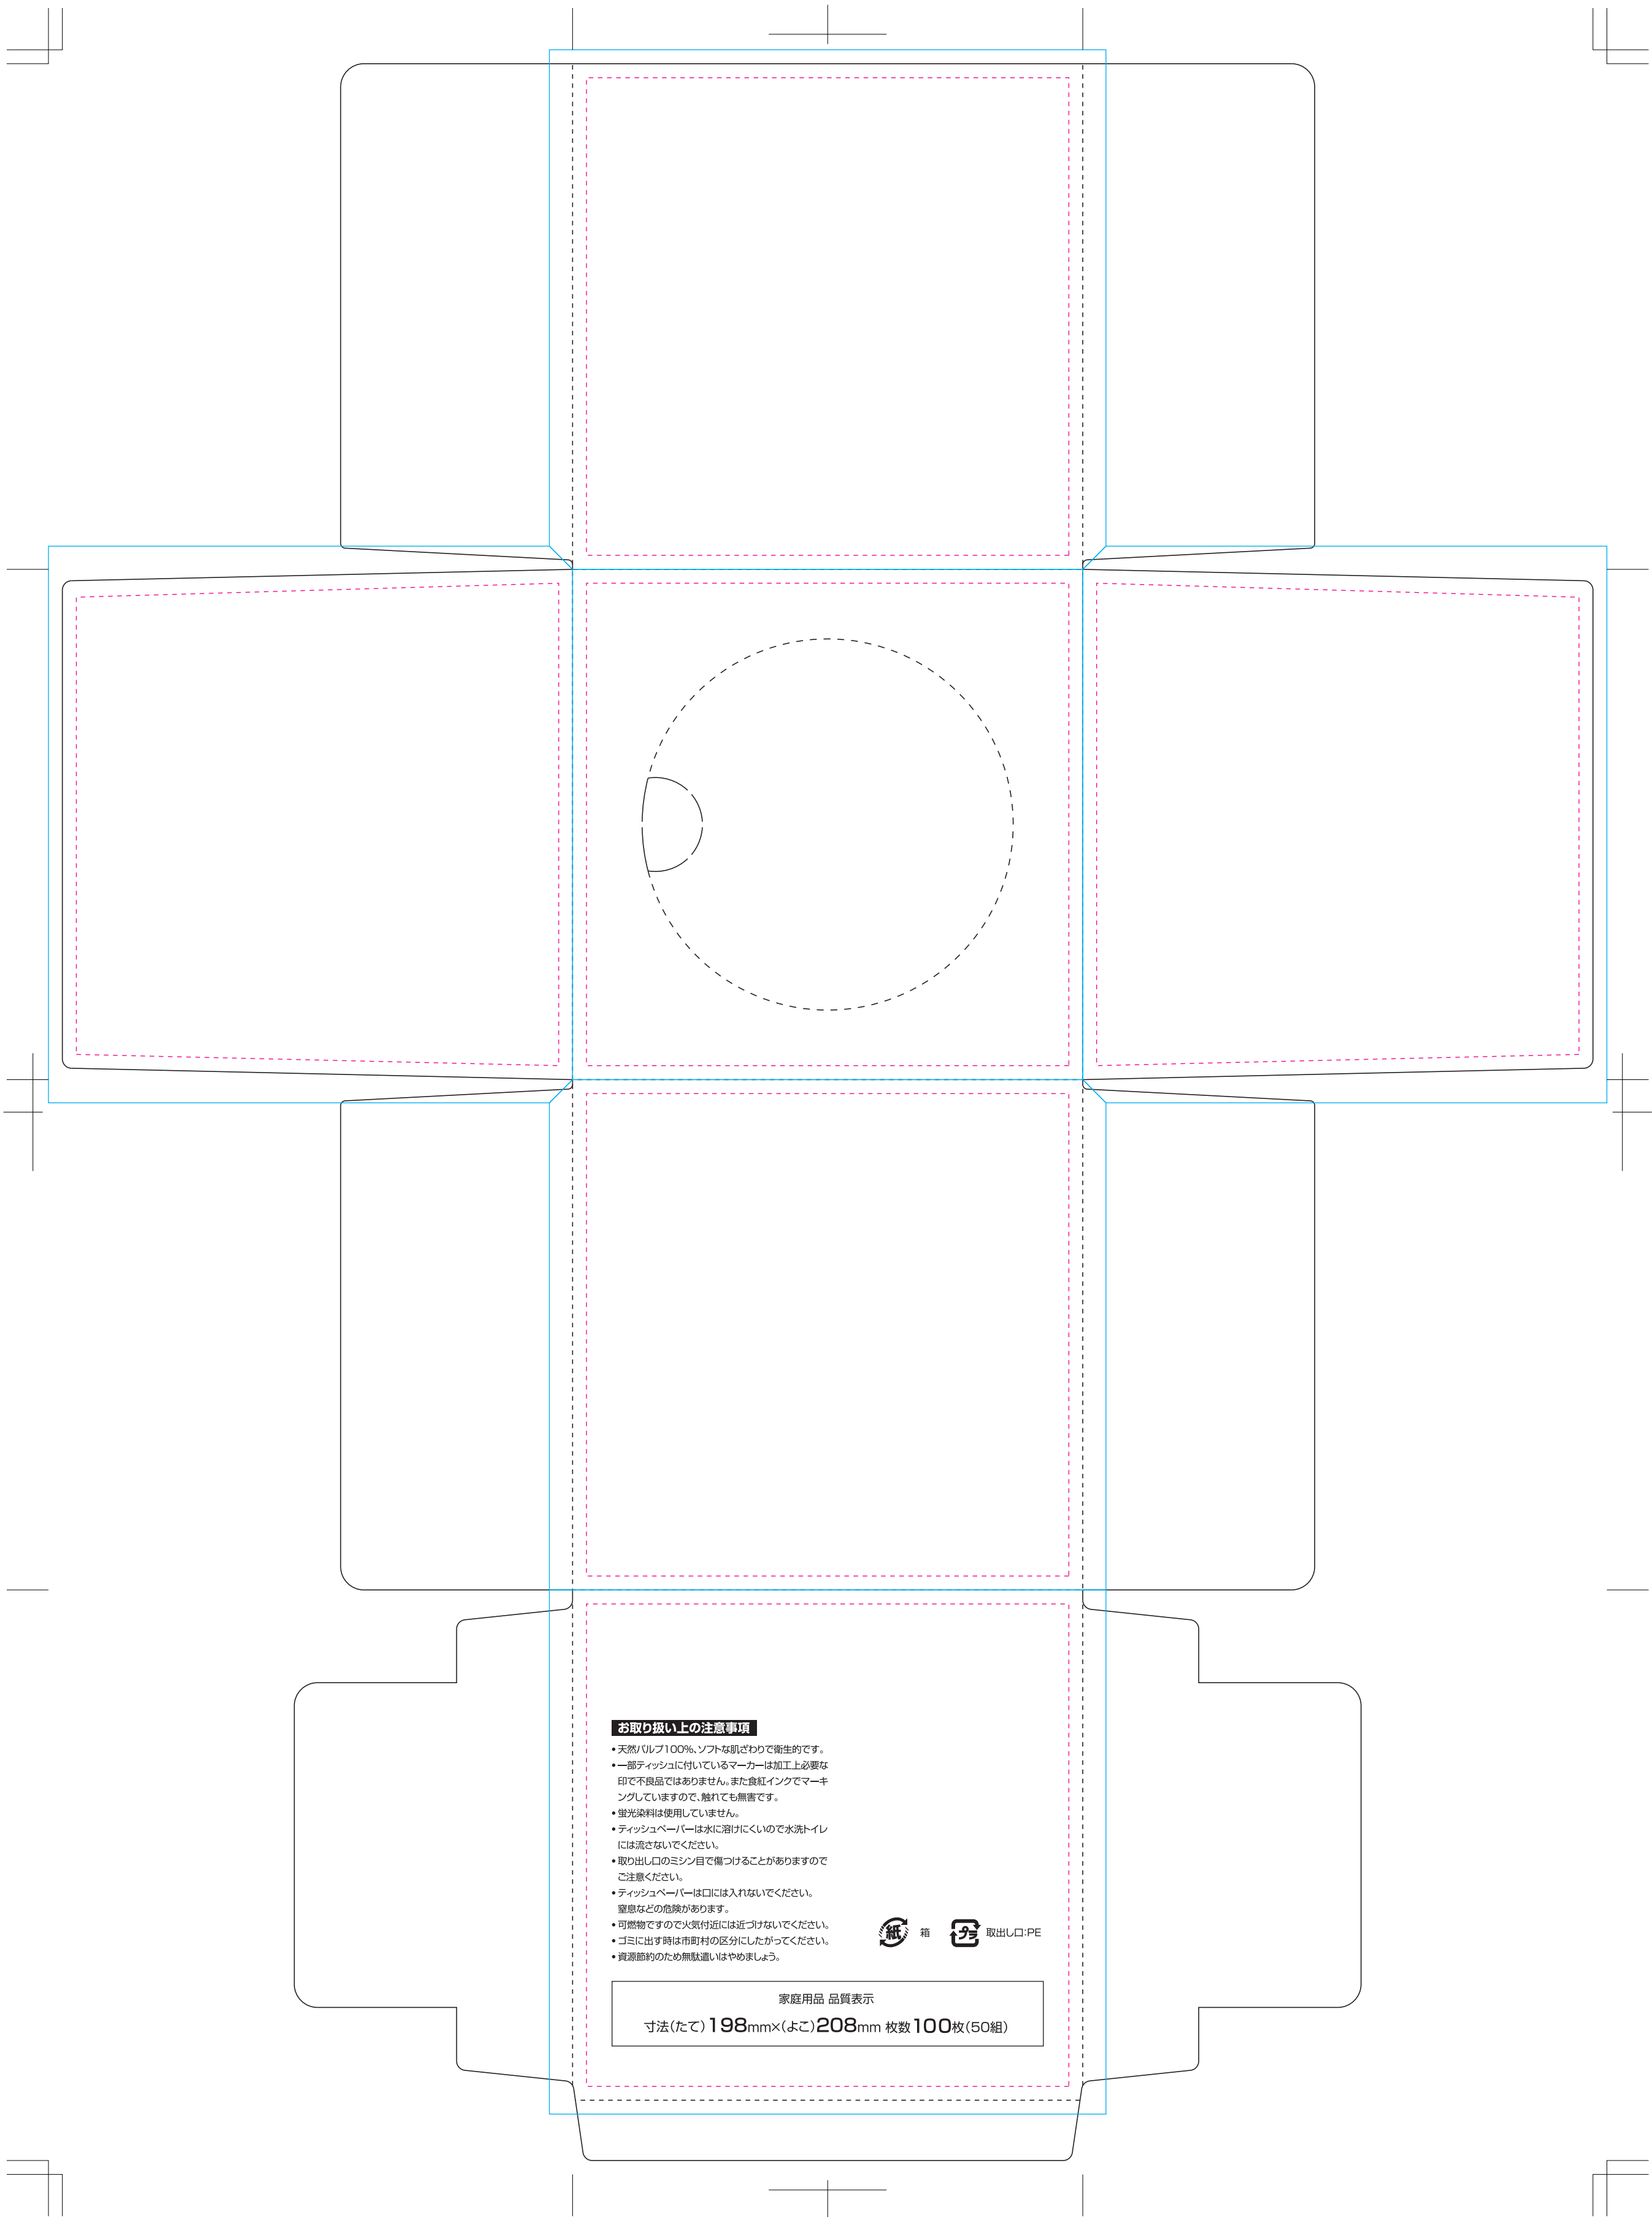 お取り扱い上の注意事項
•天然パルプ100％、ソフトな肌ざわりで衛生的です。
•一部ティッシュに付いているマーカーは加工上必要な
印で不良品ではありません。また食紅インクでマーキ
ングしていますので、触れても無害です。
•蛍光染料は使用していません。
•ティッシュペーパーは水に溶けにくいので水洗トイレ
には流さないでください。
•取り出し口のミシン目で傷つけることがありますので
ご注意ください。
•ティッシュペーパーは口には入れないでください。
窒息などの危険があります。
•可燃物ですので火気付近には近づけないでください。
•ゴミに出す時は市町村の区分にしたがってください。
•資源節約のため無駄遣いはやめましょう。
紙 箱 プラ 取出し口:PE
家庭用品 品質表示
寸法(たて)198mm×(よこ)208mm 枚数100枚(50組)